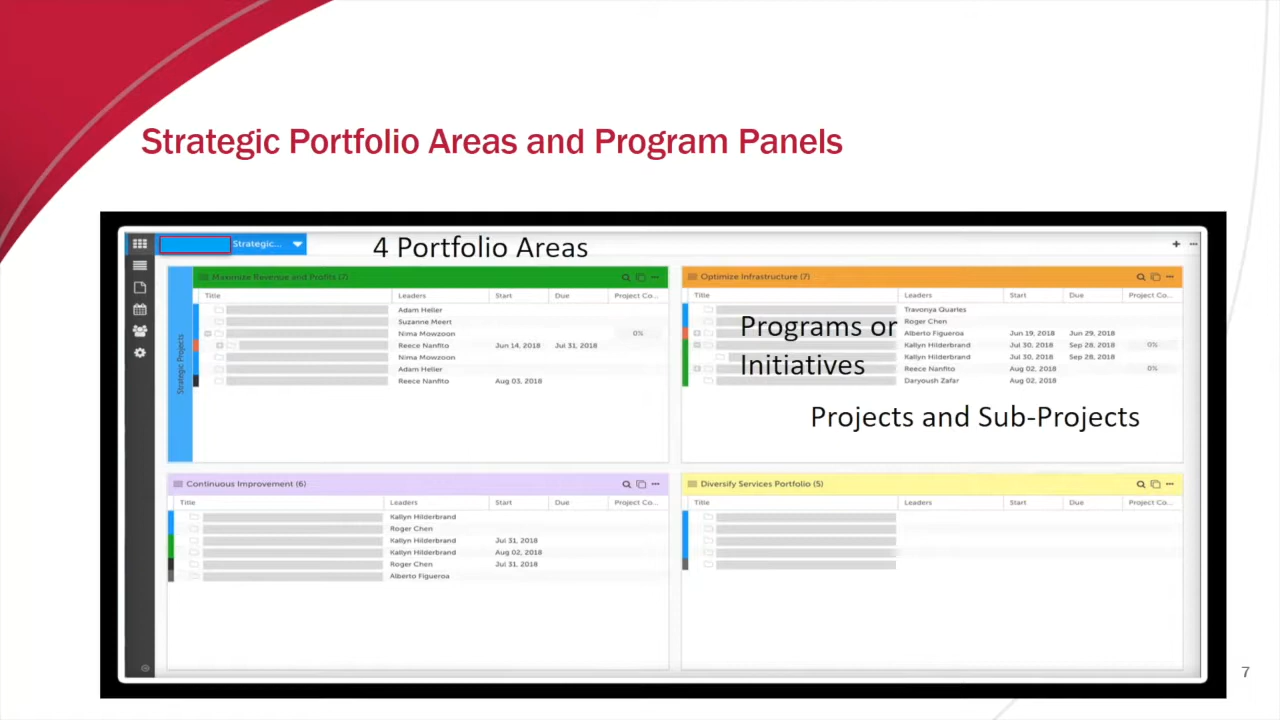 Strategic Portfolio Areas and Program Panels
Strategic...
4 Portfolio Areas
Strategic Projects
Maximize Revenue and Profits (7)
Title Leaders Start Due Project Co...
Adam Heller
Suzanne Meert
Nima Mowzoon 0%
Reece Nanfito Jun 14, 2018 Jul 31, 2018
Nima Mowzoon
Adam Heller
Reece Nanfito Aug 03, 2018
Optimize Infrastructure (7)
Title Leaders Start Due Project Co...
Travonya Quarles
Roger Chen
Alberto Figueroa Jun 19, 2018 Jun 29, 2018
Kallyn Hilderbrand Jul 30, 2018 Sep 28, 2018 0%
Kallyn Hilderbrand Jul 30, 2018 Sep 28, 2018
Reece Nanfito Aug 02, 2018 0%
Daryoush Zafar Aug 02, 2018
Programs or
Initiatives
Projects and Sub-Projects
Continuous Improvement (6)
Title Leaders Start Due Project Co...
Kallyn Hilderbrand
Roger Chen
Kallyn Hilderbrand Jul 31, 2018
Kallyn Hilderbrand Aug 02, 2018
Roger Chen Jul 31, 2018
Alberto Figueroa
Diversify Services Portfolio (5)
Title Leaders Start Due Project Co...
7